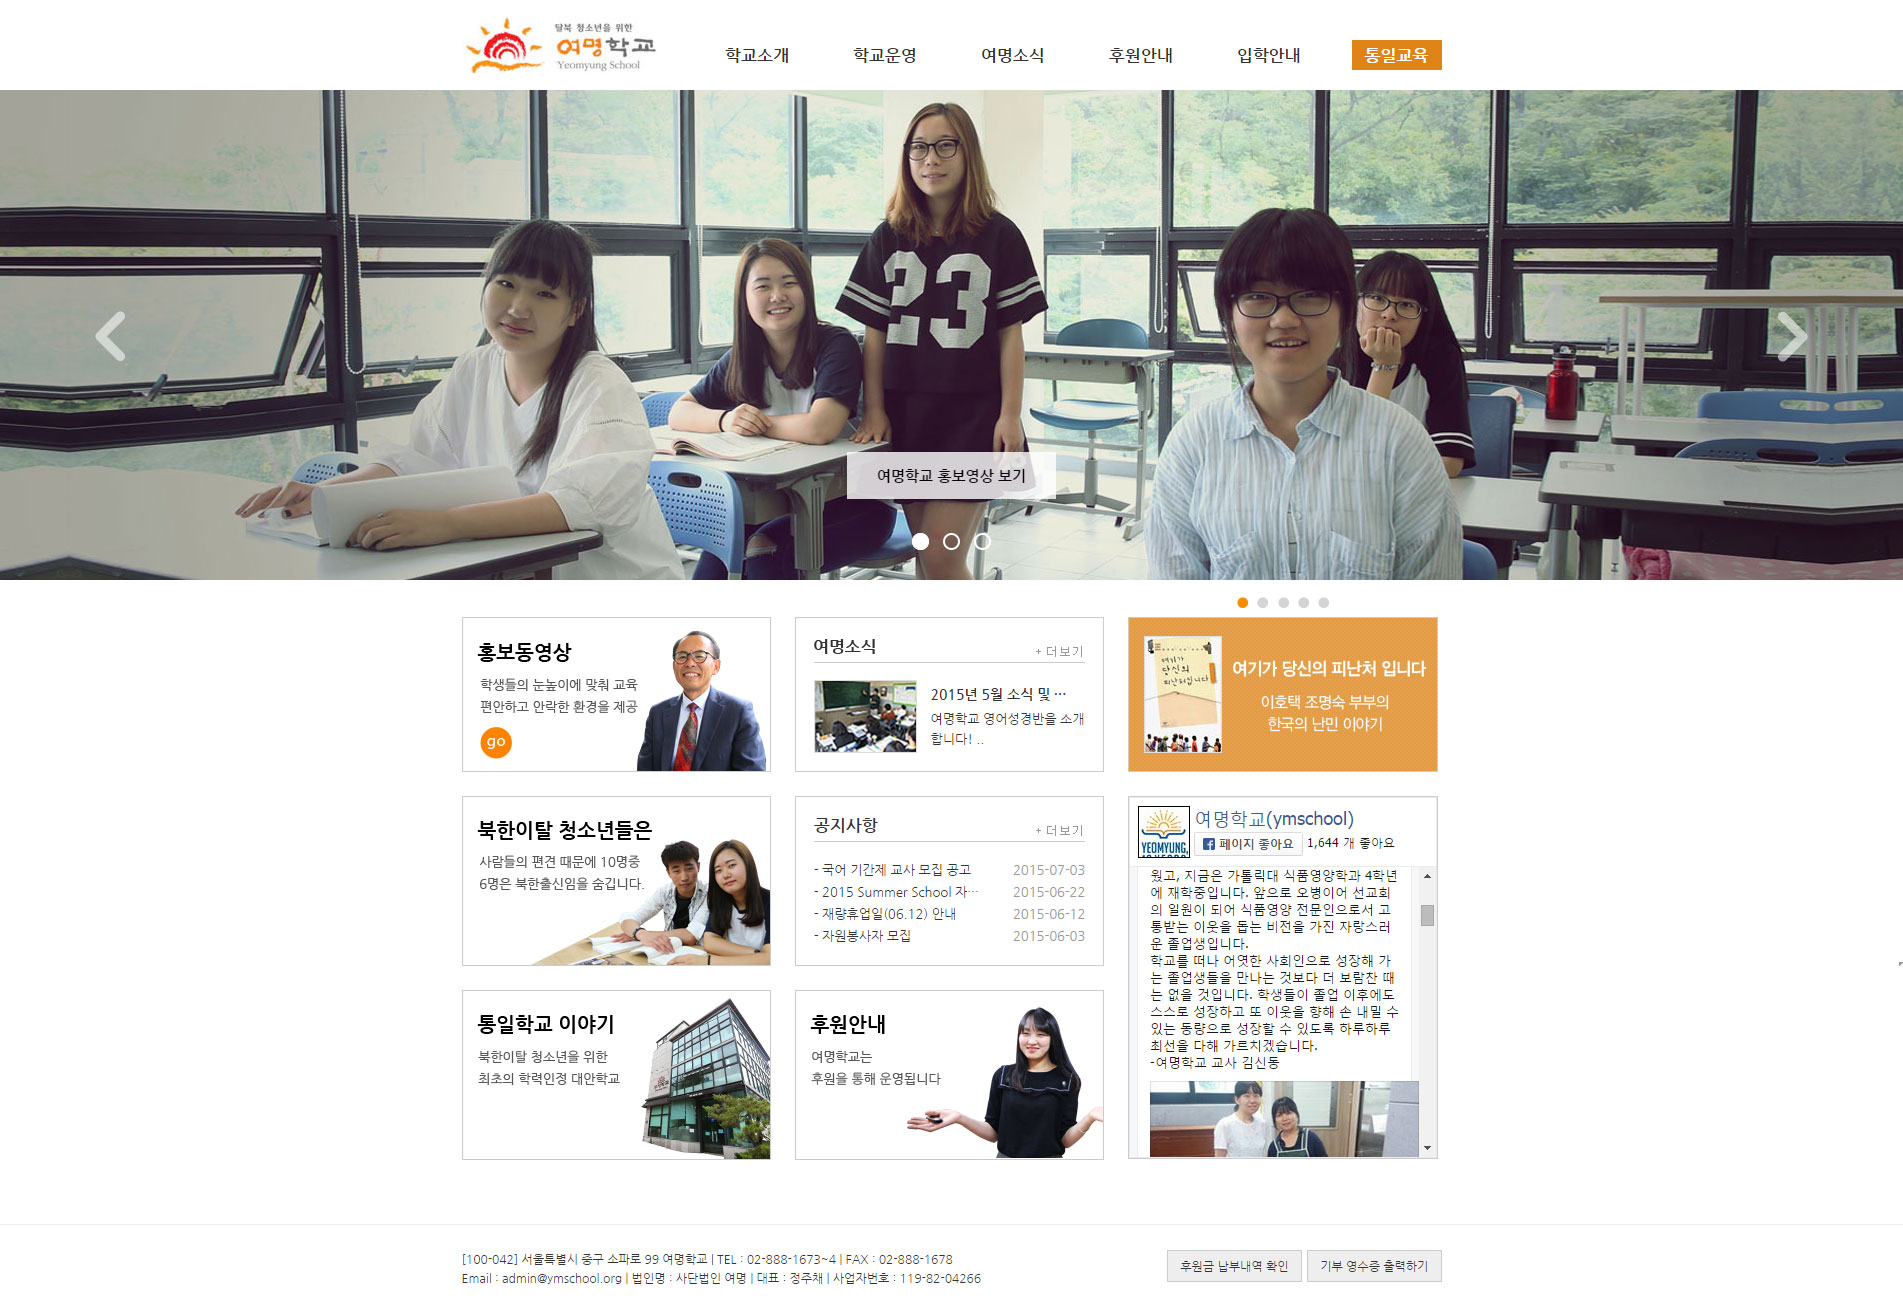 탈북 청소년을 위한
여명학교
Yeomyung School
학교소개
학교운영
여명소식
후원안내
입학안내
통일교육
23
여명학교 홍보영상 보기
홍보동영상
학생들의 눈높이에 맞춰 교육
편안하고 안락한 환경을 제공
go
여명소식
+ 더보기
2015년 5월 소식 및 …
여명학교 영어성경반을 소개
합니다! ..
여기가
당신의
피난처입니다
여기가 당신의 피난처 입니다
이호택 조명숙 부부의
한국의 난민 이야기
북한이탈 청소년들은
사람들의 편견 때문에 10명중
6명은 북한출신임을 숨깁니다.
공지사항
+ 더보기
- 국어 기간제 교사 모집 공고 2015-07-03
- 2015 Summer School 자… 2015-06-22
- 재량휴업일(06.12) 안내 2015-06-12
- 자원봉사자 모집 2015-06-03
YEOMYUNG,
여명학교(ymschool)
페이지 좋아요 1,644 개 좋아요
웠고, 지금은 가톨릭대 식품영양학과 4학년
에 재학중입니다. 앞으로 오병이어 선교회
의 일원이 되어 식품영양 전문인으로서 고
통받는 이웃을 돕는 비전을 가진 자랑스러
운 졸업생입니다.
학교를 떠나 어엿한 사회인으로 성장해 가
는 졸업생들을 만나는 것보다 더 보람찬 때
는 없을 것입니다. 학생들이 졸업 이후에도
스스로 성장하고 또 이웃을 향해 손 내밀 수
있는 동량으로 성장할 수 있도록 하루하루
최선을 다해 가르치겠습니다.
-여명학교 교사 김신동
통일학교 이야기
북한이탈 청소년을 위한
최초의 학력인정 대안학교
후원안내
여명학교는
후원을 통해 운영됩니다
[100-042] 서울특별시 중구 소파로 99 여명학교 | TEL : 02-888-1673~4 | FAX : 02-888-1678
Email : admin@ymschool.org | 법인명 : 사단법인 여명 | 대표 : 정주채 | 사업자번호 : 119-82-04266
후원금 납부내역 확인
기부 영수증 출력하기